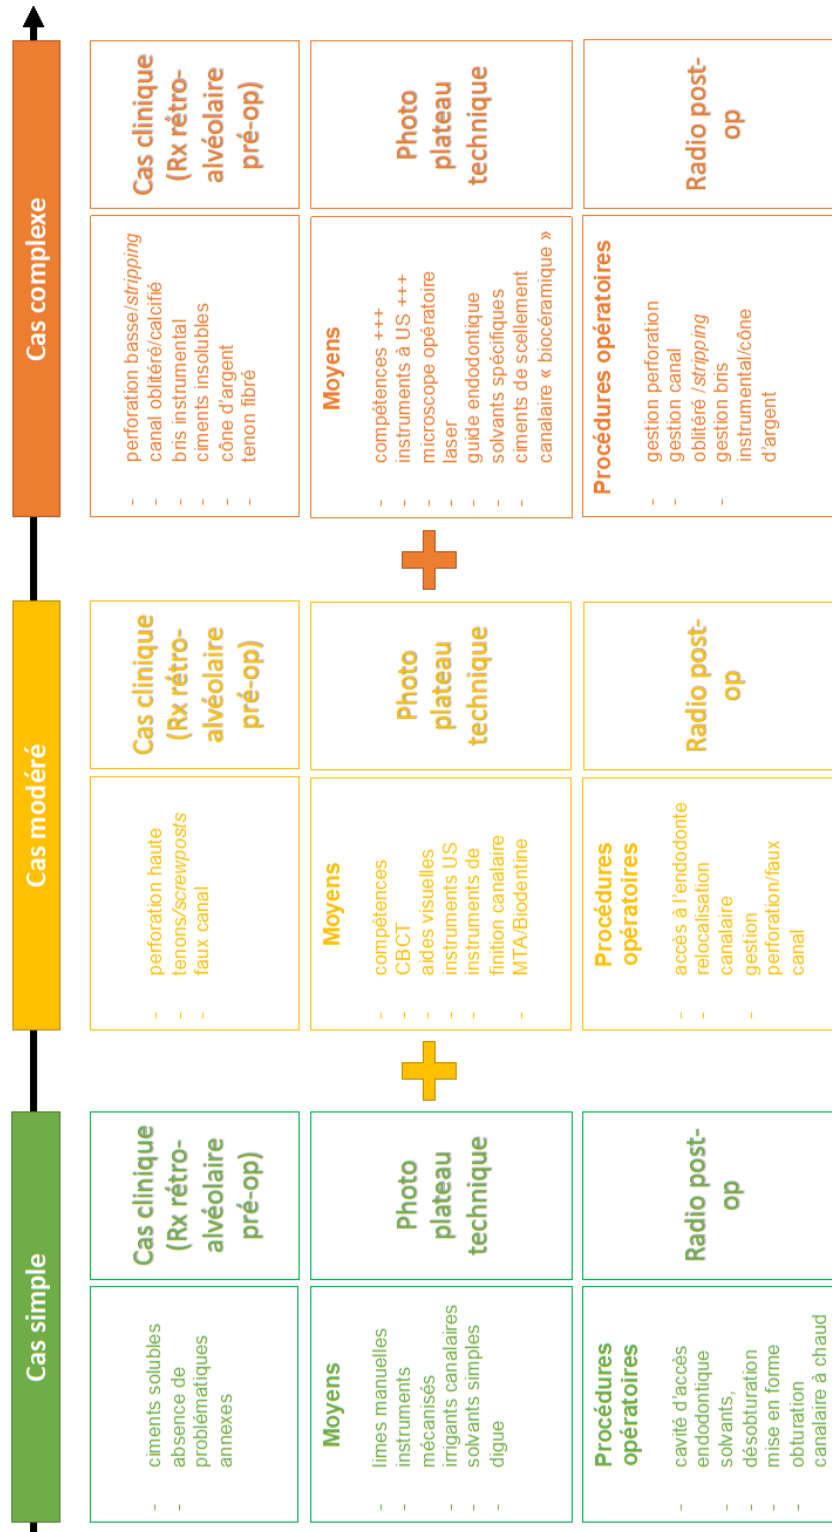 Cas simple
- ciments solubles
- absence de
problématiques
annexes
Cas clinique
(Rx rétro-
alvéolaire
pré-op)
Moyens
- limes manuelles
- instruments
mécanisés
- irrigants canalaires
- solvants simples
- digue
Photo
plateau
technique
Procédures
opératoires
- cavité d'accès
endodontique
- solvants,
désobturation
- mise en forme
- obturation
canalaire à chaud
Radio post-
op
Cas modéré
- perforation haute
- tenons/screwposts
- faux canal
Cas clinique
(Rx rétro-
alvéolaire
pré-op)
Moyens
- compétences
- CBCT
- aides visuelles
- instruments US
- instruments de
finition canalaire
- MTA/Biodentine
Photo
plateau
technique
Procédures
opératoires
- accès à l'endodonte
- relocalisation
canalaire
- gestion
perforation/faux
canal
Radio post-
op
Cas complexe
- perforation basse/stripping
- canal oblitéré/calcifié
- bris instrumental
- ciments insolubles
- cône d'argent
- tenon fibré
Cas clinique
(Rx rétro-
alvéolaire
pré-op)
Moyens
- compétences +++
- instruments à US +++
- microscope opératoire
- laser
- guide endodontique
- solvants spécifiques
- ciments de scellement
canalaire « biocéramique »
Photo
plateau
technique
Procédures opératoires
- gestion perforation
- gestion canal
oblitéré /stripping
- gestion bris
instrumental/cône
d'argent
Radio post-
op